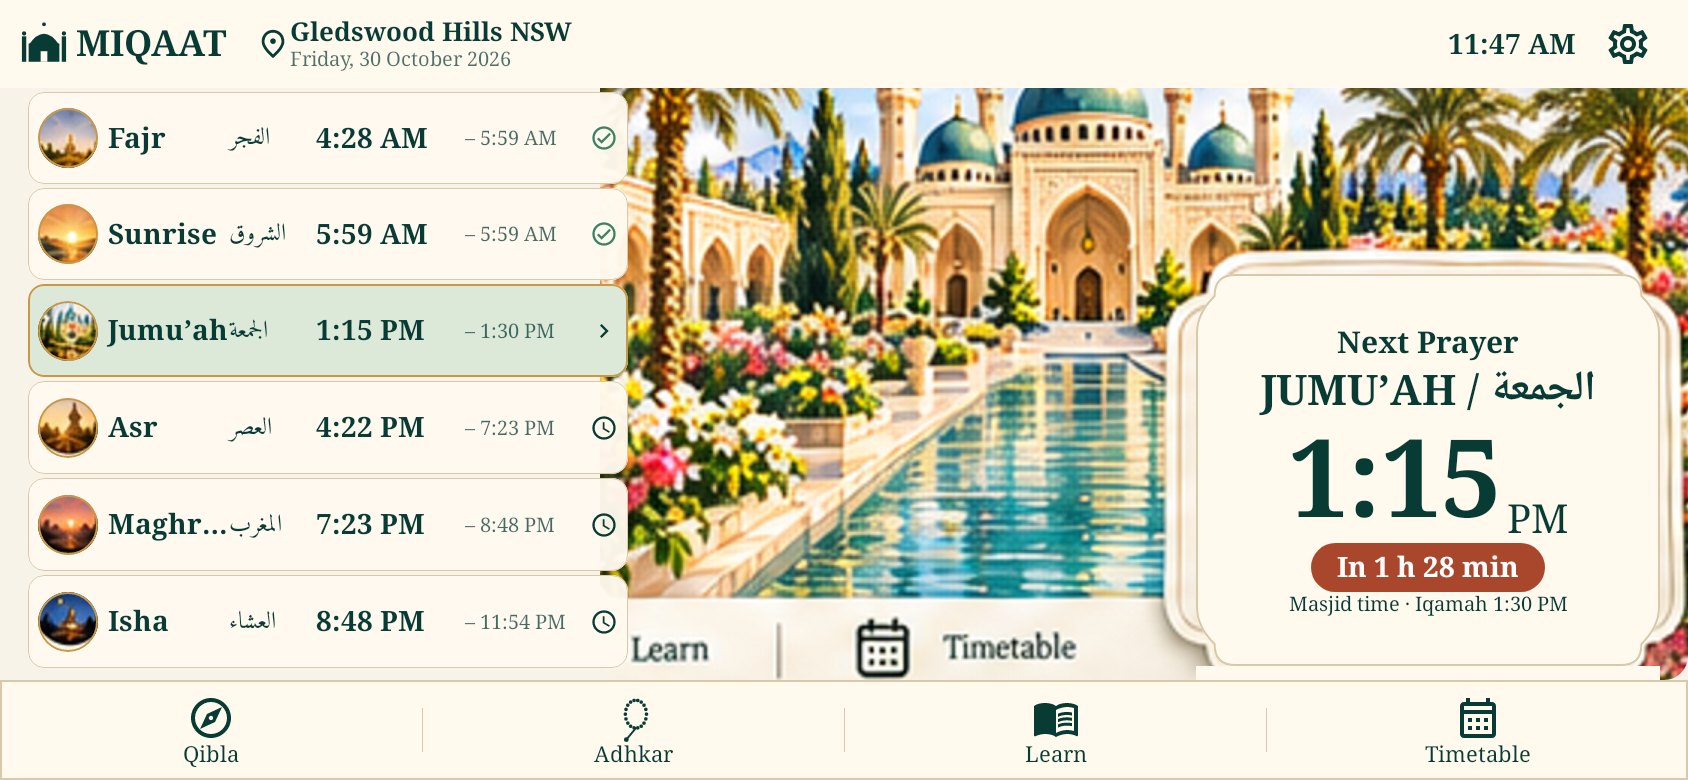 MIQAAT
Gledswood Hills NSW
Friday, 30 October 2026
11:47 AM
Fajr الفجر 4:28 AM – 5:59 AM
Sunrise الشروق 5:59 AM – 5:59 AM
Jumu’ah الجمعة 1:15 PM – 1:30 PM
Asr العصر 4:22 PM – 7:23 PM
Maghr... المغرب 7:23 PM – 8:48 PM
Isha العشاء 8:48 PM – 11:54 PM
Next Prayer
JUMU’AH / الجمعة
1:15 PM
In 1 h 28 min
Masjid time · Iqamah 1:30 PM
Learn Timetable
Qibla Adhkar Learn Timetable